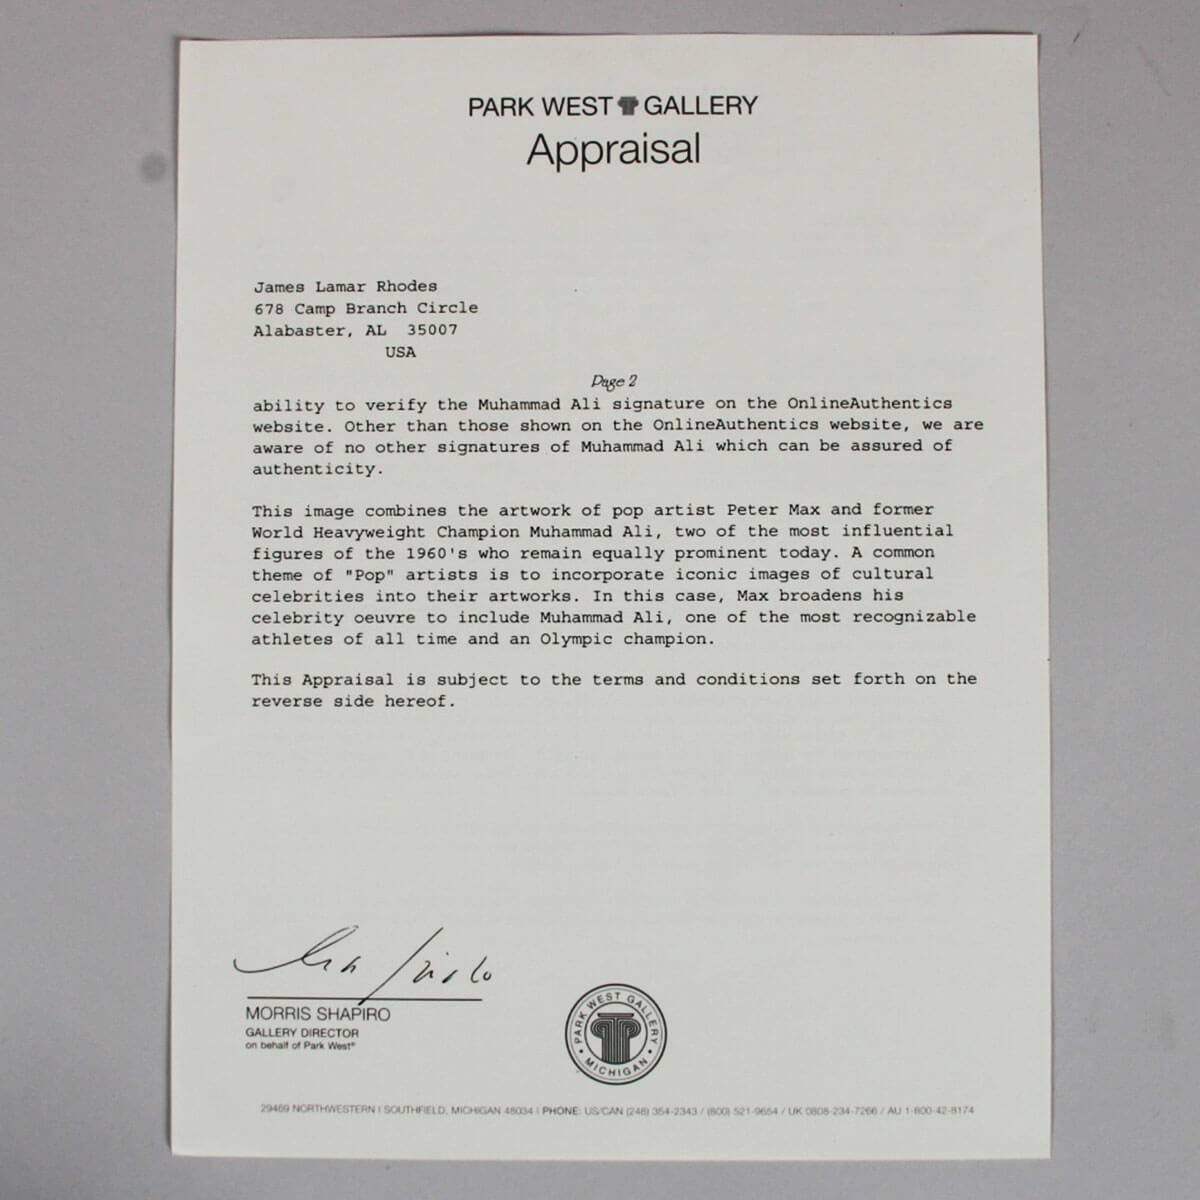 PARK WEST GALLERY
Appraisal
James Lamar Rhodes
678 Camp Branch Circle
Alabaster, AL  35007
USA
Page 2
ability to verify the Muhammad Ali signature on the OnlineAuthentics
website. Other than those shown on the OnlineAuthentics website, we are
aware of no other signatures of Muhammad Ali which can be assured of
authenticity.
This image combines the artwork of pop artist Peter Max and former
World Heavyweight Champion Muhammad Ali, two of the most influential
figures of the 1960's who remain equally prominent today. A common
theme of "Pop" artists is to incorporate iconic images of cultural
celebrities into their artworks. In this case, Max broadens his
celebrity oeuvre to include Muhammad Ali, one of the most recognizable
athletes of all time and an Olympic champion.
This Appraisal is subject to the terms and conditions set forth on the
reverse side hereof.
MORRIS SHAPIRO
GALLERY DIRECTOR
on behalf of Park West®
PARK WEST GALLERY
• MICHIGAN •
29469 NORTHWESTERN | SOUTHFIELD, MICHIGAN 48034 | PHONE: US/CAN (248) 354-2343 / (800) 521-9654 / UK 0808-234-7266 / AU 1-800-42-8174